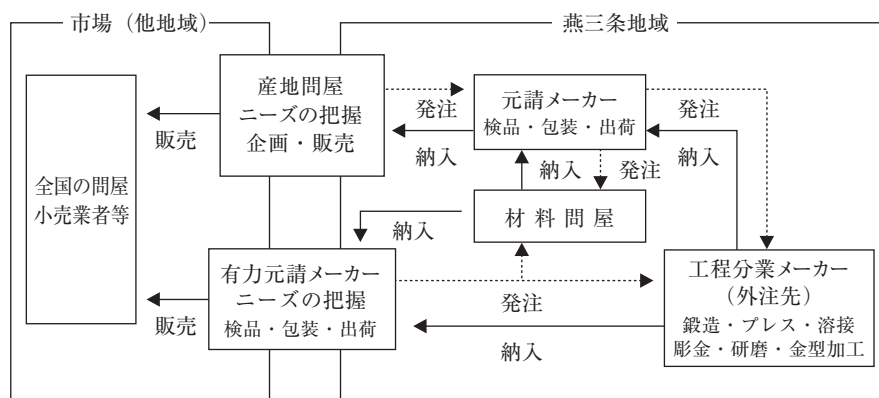 市場（他地域）
燕三条地域
産地問屋
ニーズの把握
企画・販売
発注
元請メーカー
検品・包装・出荷
発注
販売
納入
納入
発注
納入
全国の問屋
小売業者等
材料問屋
納入
有力元請メーカー
ニーズの把握
検品・包装・出荷
工程分業メーカー
（外注先）
鍛造・プレス・溶接
彫金・研磨・金型加工
販売
発注
納入